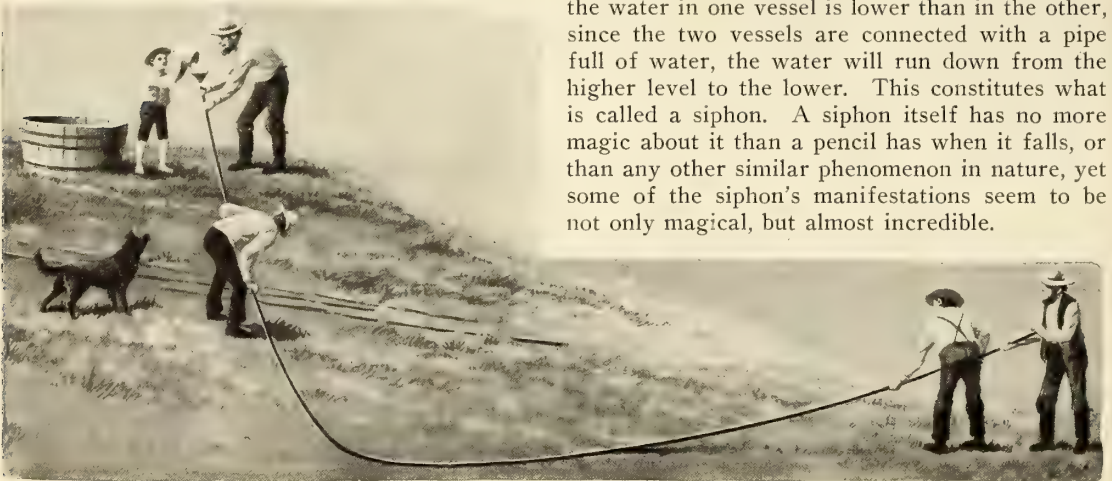 the water in one vessel is lower than in the other,
since the two vessels are connected with a pipe
full of water, the water will run down from the
higher level to the lower. This constitutes what
is called a siphon. A siphon itself has no more
magic about it than a pencil has when it falls, or
than any other similar phenomenon in nature, yet
some of the siphon's manifestations seem to be
not only magical, but almost incredible.